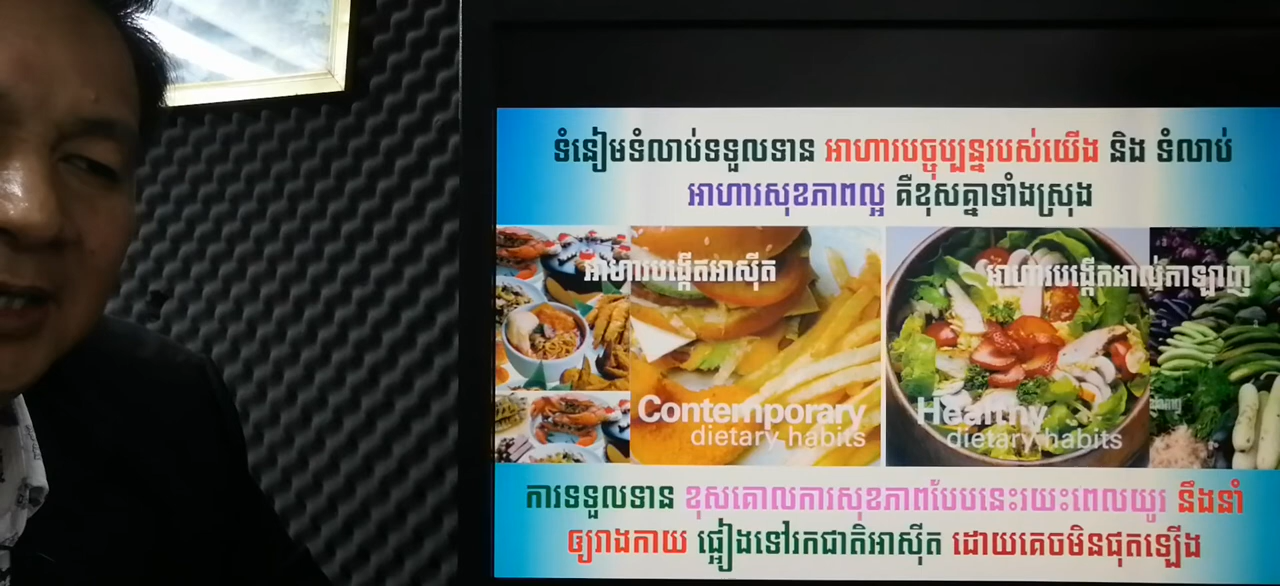 ទំនៀមទំលាប់ទទួលទាន អាហារបច្ចុប្បន្នរបស់យើង និង ទំលាប់
អាហារសុខភាពល្អ គឺខុសគ្នាទាំងស្រុង
អាហារបង្កើតអាស៊ីត
អាហារបង្កើតអាល់កាឡាញ
Contemporary
dietary habits
Healthy
dietary habits
ការទទួលទាន ខុសគោលការសុខភាពបែបនេះរយះពេលយូរ នឹងនាំ
ឲ្យរាងកាយ ផ្អៀងទៅរកជាតិអាស៊ីត ដោយគេចមិនផុតឡើង